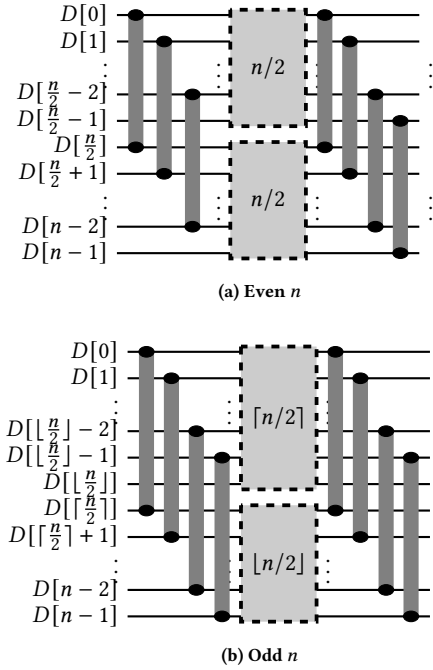 D[0]
D[1]
⋮ ⋮ ⋮ ⋮
n/2
D[n/2 − 2]
D[n/2 − 1]
D[n/2]
D[n/2 + 1]
n/2
⋮ ⋮ ⋮ ⋮
D[n − 2]
D[n − 1]
(a) Even n
D[0]
D[1]
⋮ ⋮ ⋮ ⋮
⌈n/2⌉
D[⌊n/2⌋ − 2]
D[⌊n/2⌋ − 1]
D[⌊n/2⌋]
D[⌈n/2⌉]
D[⌈n/2⌉ + 1]
⌊n/2⌋
⋮ ⋮ ⋮ ⋮
D[n − 2]
D[n − 1]
(b) Odd n